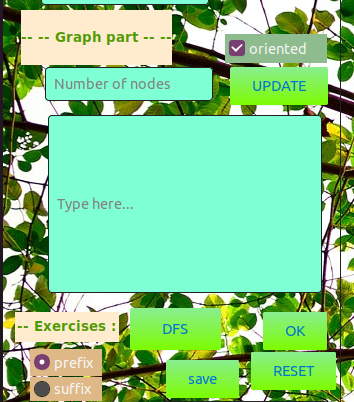 -- -- Graph part -- --
oriented
Number of nodes
UPDATE
Type here...
-- Exercises :
DFS
OK
prefix
suffix
save
RESET